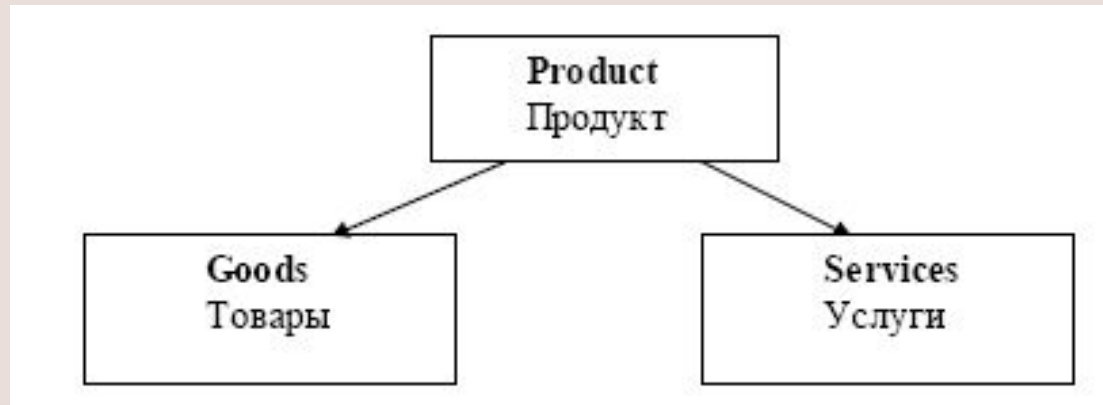 Product
Продукт
Goods
Товары
Services
Услуги